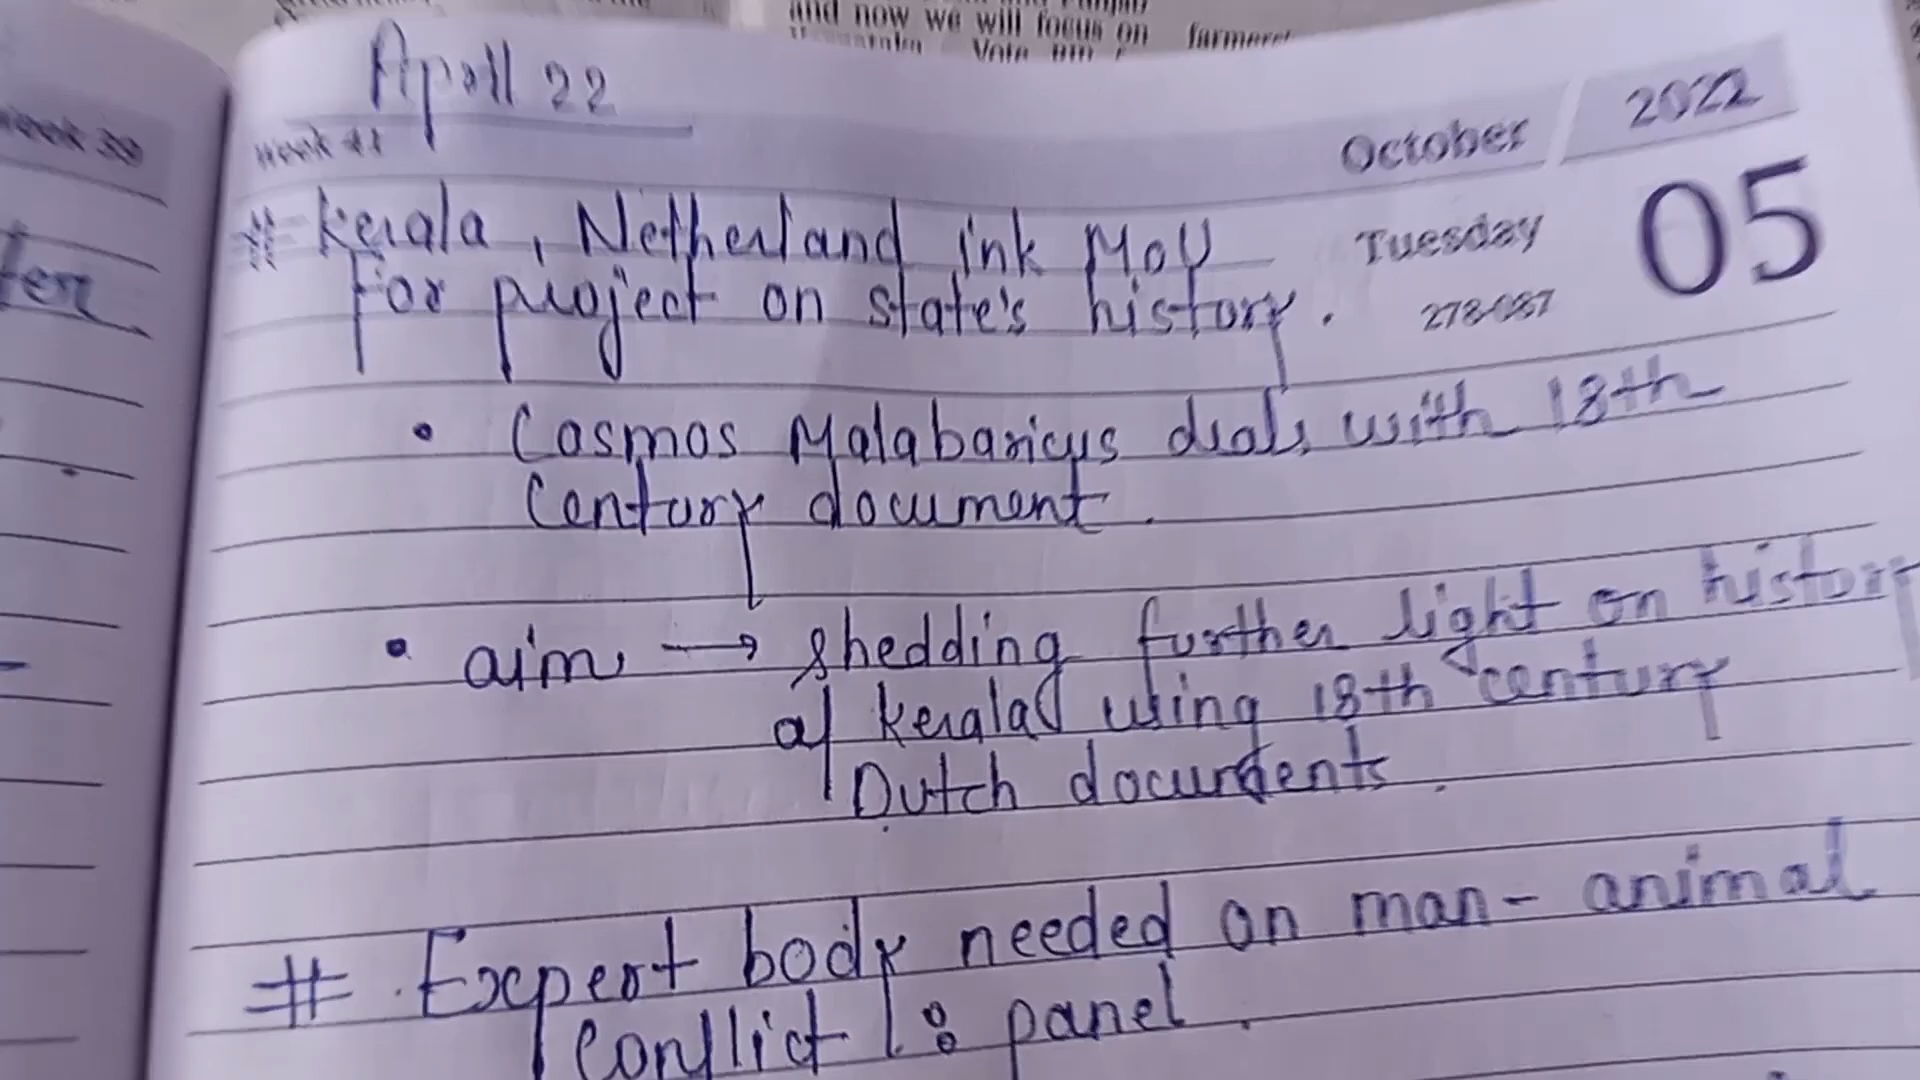 and now we will focus on
farmers
April 22
Week 39
Week 41
October 2022
# Kerala, Netherland ink MoU
Tuesday 05
For project on state's history.
278-087
• Cosmos Malabaricus deals with 18th
Century document.
• aim → shedding further light on history
of Kerala using 18th century
Dutch documents.
# Expert body needed on man-animal
Conflict : panel.